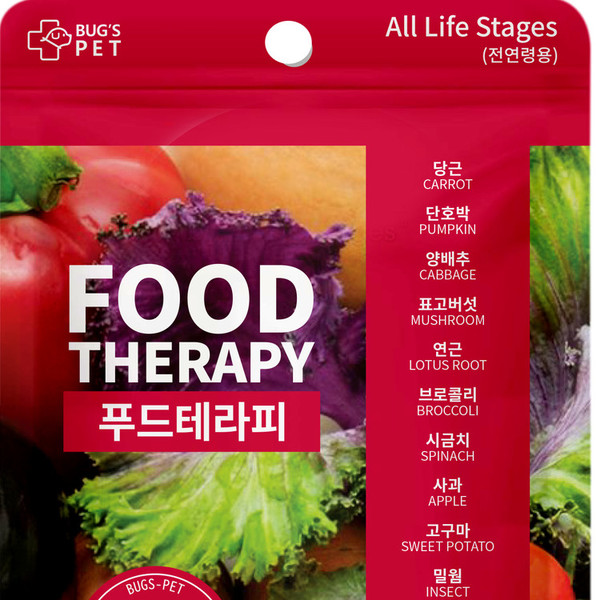 BUG'S
PET
All Life Stages
(전연령용)
당근
CARROT
단호박
PUMPKIN
양배추
CABBAGE
표고버섯
MUSHROOM
연근
LOTUS ROOT
브로콜리
BROCCOLI
시금치
SPINACH
사과
APPLE
고구마
SWEET POTATO
밀웜
INSECT
FOOD
THERAPY
푸드테라피
BUGS-PET